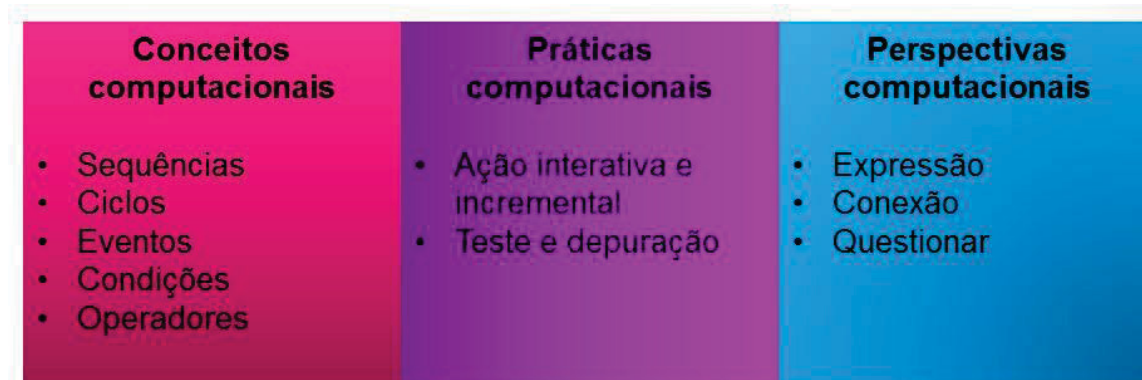 Conceitos
computacionais
• Sequências
• Ciclos
• Eventos
• Condições
• Operadores
Práticas
computacionais
• Ação interativa e
incremental
• Teste e depuração
Perspectivas
computacionais
• Expressão
• Conexão
• Questionar